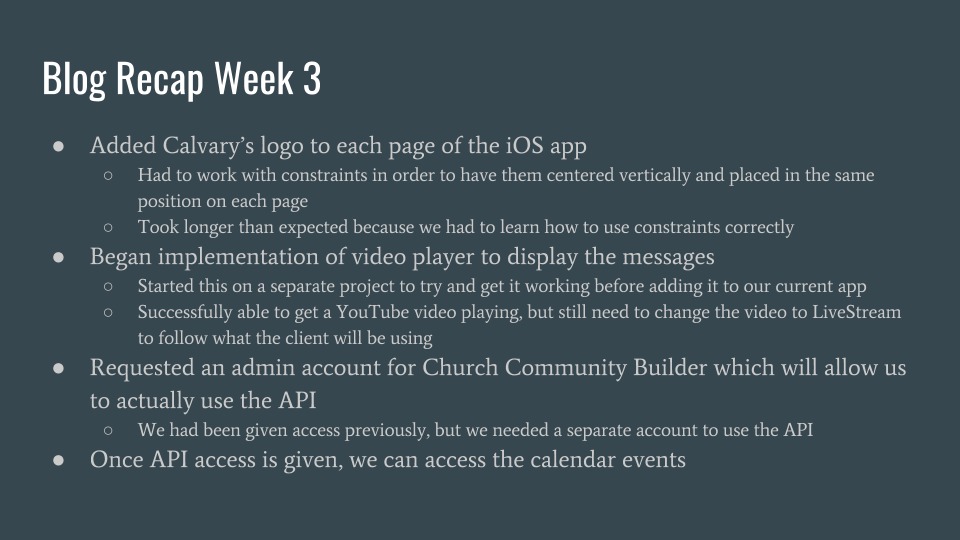 Blog Recap Week 3
● Added Calvary’s logo to each page of the iOS app
○ Had to work with constraints in order to have them centered vertically and placed in the same
position on each page
○ Took longer than expected because we had to learn how to use constraints correctly
● Began implementation of video player to display the messages
○ Started this on a separate project to try and get it working before adding it to our current app
○ Successfully able to get a YouTube video playing, but still need to change the video to LiveStream
to follow what the client will be using
● Requested an admin account for Church Community Builder which will allow us
to actually use the API
○ We had been given access previously, but we needed a separate account to use the API
● Once API access is given, we can access the calendar events